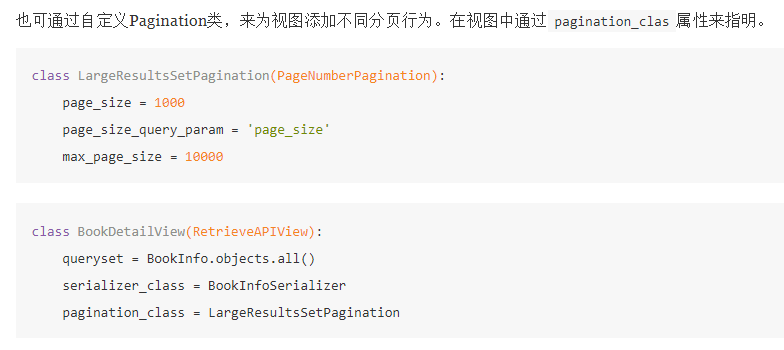 也可通过自定义Pagination类，来为视图添加不同分页行为。在视图中通过 pagination_clas 属性来指明。
class LargeResultsSetPagination(PageNumberPagination):
    page_size = 1000
    page_size_query_param = 'page_size'
    max_page_size = 10000
class BookDetailView(RetrieveAPIView):
    queryset = BookInfo.objects.all()
    serializer_class = BookInfoSerializer
    pagination_class = LargeResultsSetPagination